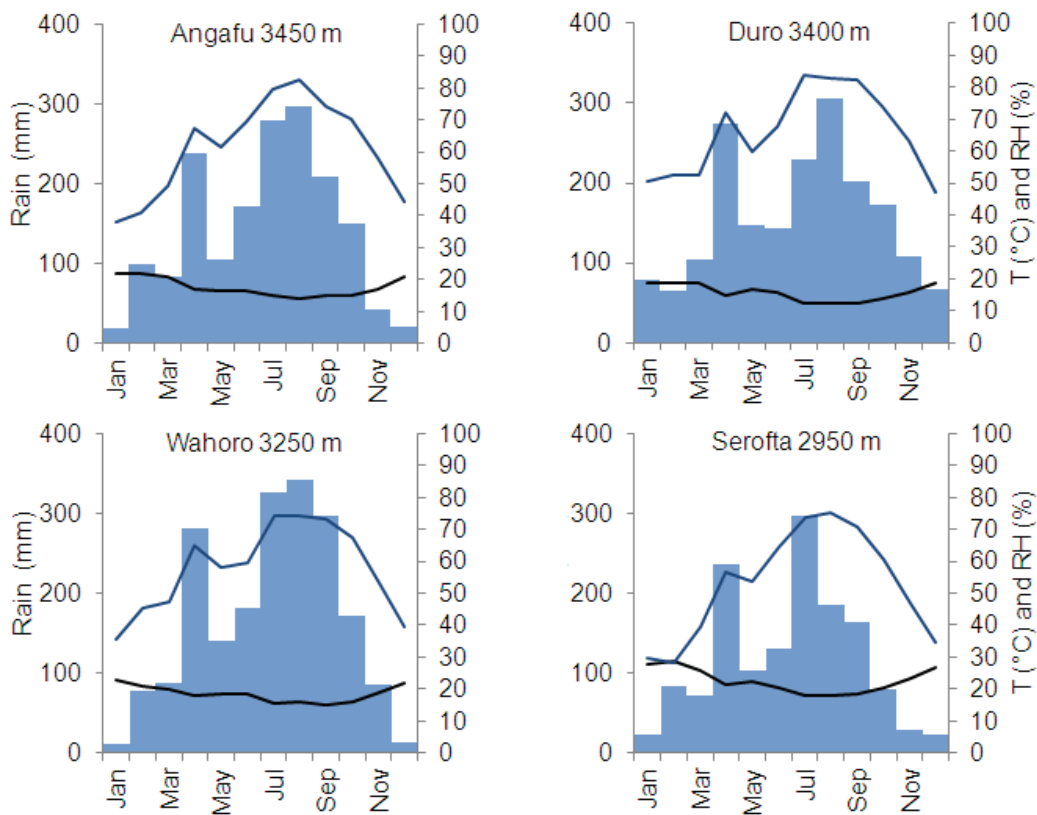 Angafu 3450 m
Rain (mm)
400
300
200
100
0
100
90
80
70
60
50
40
30
20
10
0
Jan
Mar
May
Jul
Sep
Nov
Duro 3400 m
400
300
200
100
0
100
90
80
70
60
50
40
30
20
10
0
T (°C) and RH (%)
Jan
Mar
May
Jul
Sep
Nov
Wahoro 3250 m
Rain (mm)
400
300
200
100
0
100
90
80
70
60
50
40
30
20
10
0
Jan
Mar
May
Jul
Sep
Nov
Serofta 2950 m
400
300
200
100
0
100
90
80
70
60
50
40
30
20
10
0
T (°C) and RH (%)
Jan
Mar
May
Jul
Sep
Nov